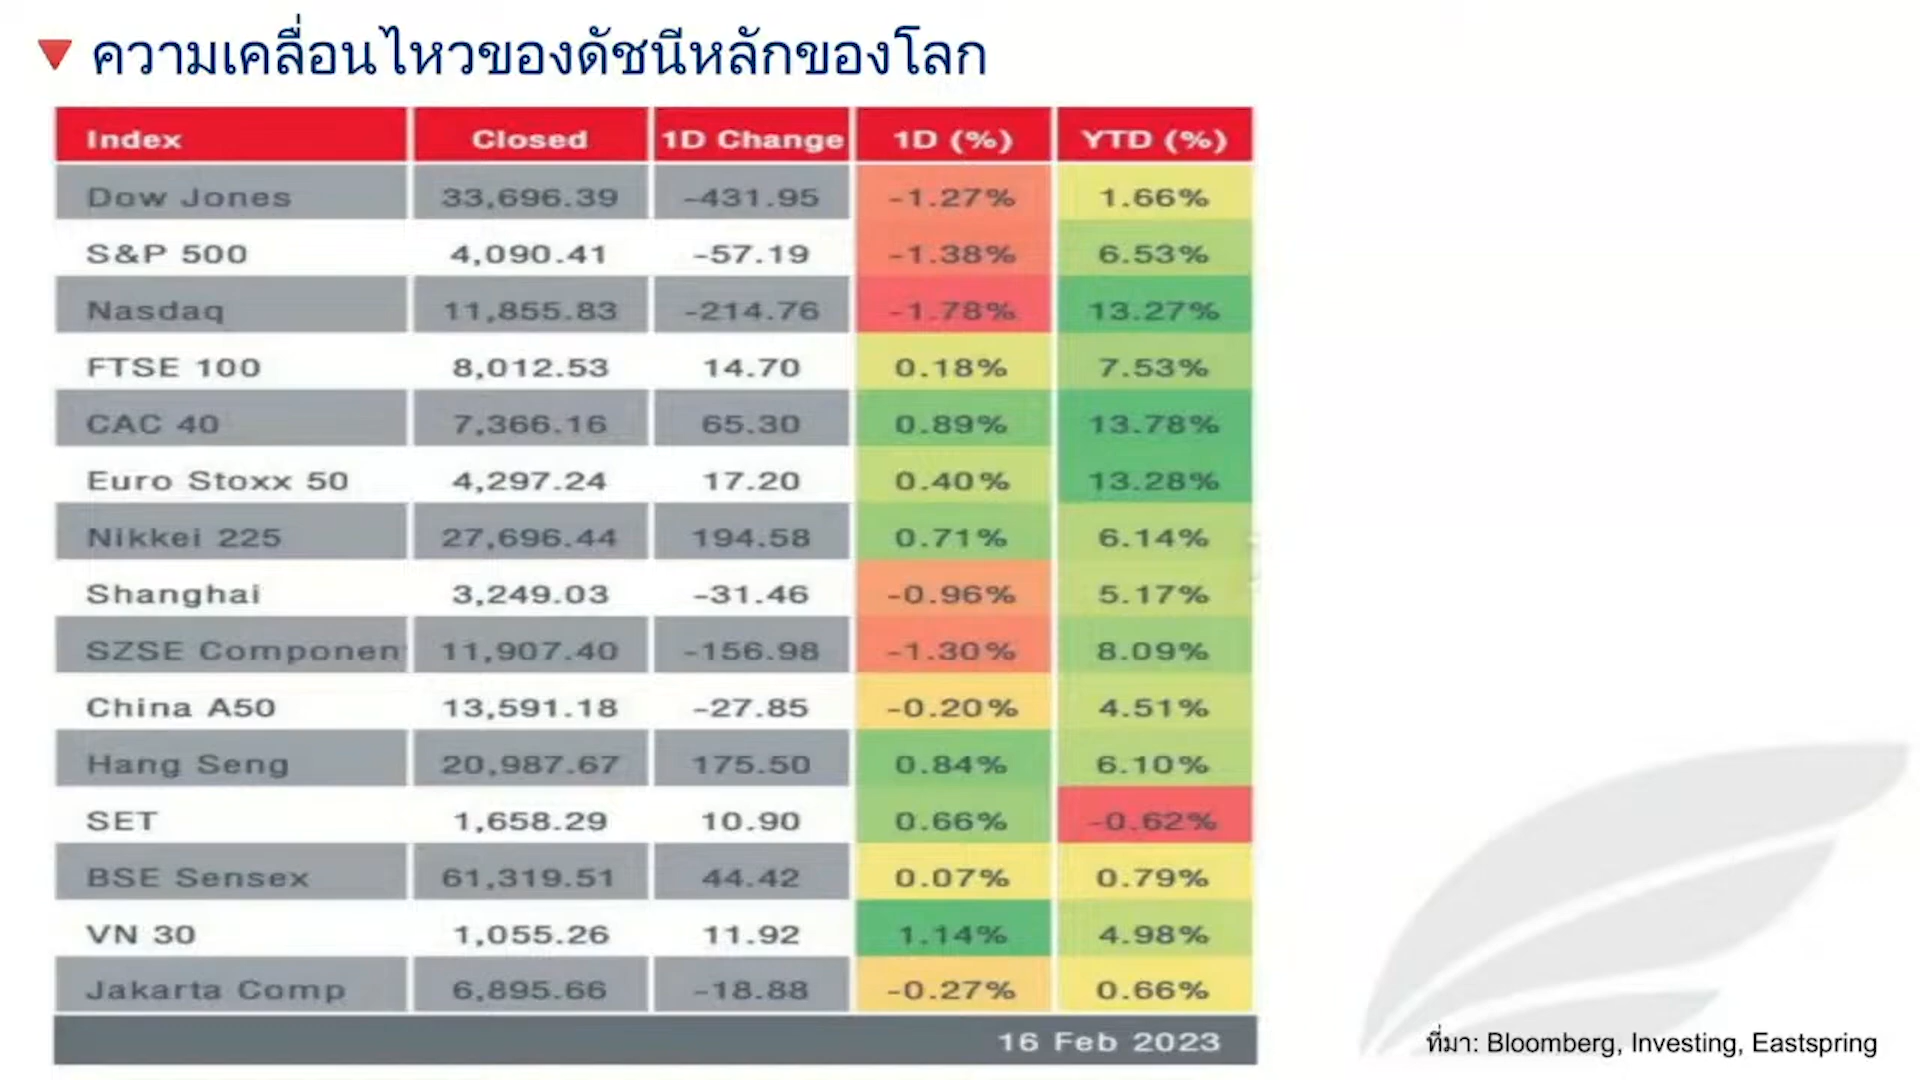 ความเคลื่อนไหวของดัชนีหลักของโลก
Index Closed 1D Change 1D (%) YTD (%)
Dow Jones 33,696.39 -431.95 -1.27% 1.66%
S&P 500 4,090.41 -57.19 -1.38% 6.53%
Nasdaq 11,855.83 -214.76 -1.78% 13.27%
FTSE 100 8,012.53 14.70 0.18% 7.53%
CAC 40 7,366.16 65.30 0.89% 13.78%
Euro Stoxx 50 4,297.24 17.20 0.40% 13.28%
Nikkei 225 27,696.44 194.58 0.71% 6.14%
Shanghai 3,249.03 -31.46 -0.96% 5.17%
SZSE Componen 11,907.40 -156.98 -1.30% 8.09%
China A50 13,591.18 -27.85 -0.20% 4.51%
Hang Seng 20,987.67 175.50 0.84% 6.10%
SET 1,658.29 10.90 0.66% -0.62%
BSE Sensex 61,319.51 44.42 0.07% 0.79%
VN 30 1,055.26 11.92 1.14% 4.98%
Jakarta Comp 6,895.66 -18.88 -0.27% 0.66%
16 Feb 2023
ที่มา: Bloomberg, Investing, Eastspring